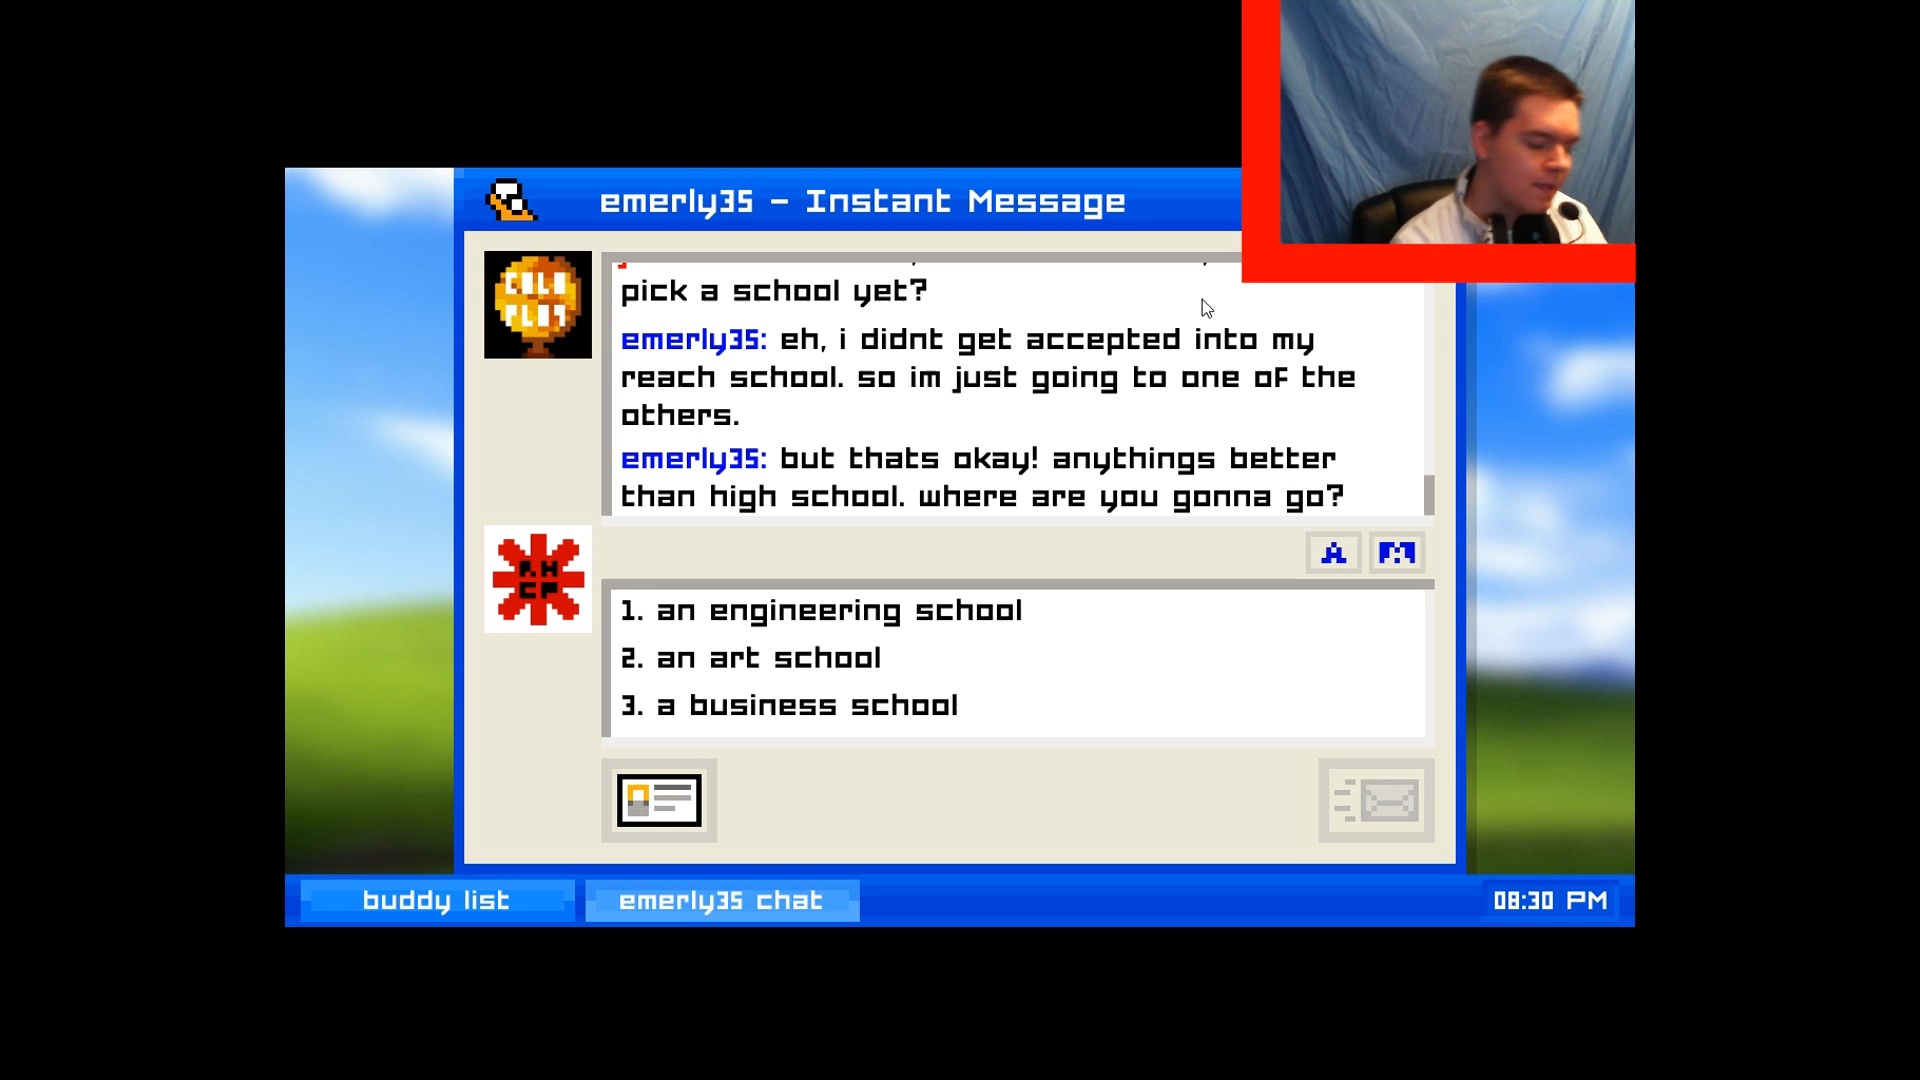 emerly35 - Instant Message
pick a school yet?
emerly35: eh, i didnt get accepted into my
reach school. so im just going to one of the
others.
emerly35: but thats okay! anythings better
than high school. where are you gonna go?
A
RH
CP
1. an engineering school
2. an art school
3. a business school
buddy list
emerly35 chat
08:30 PM